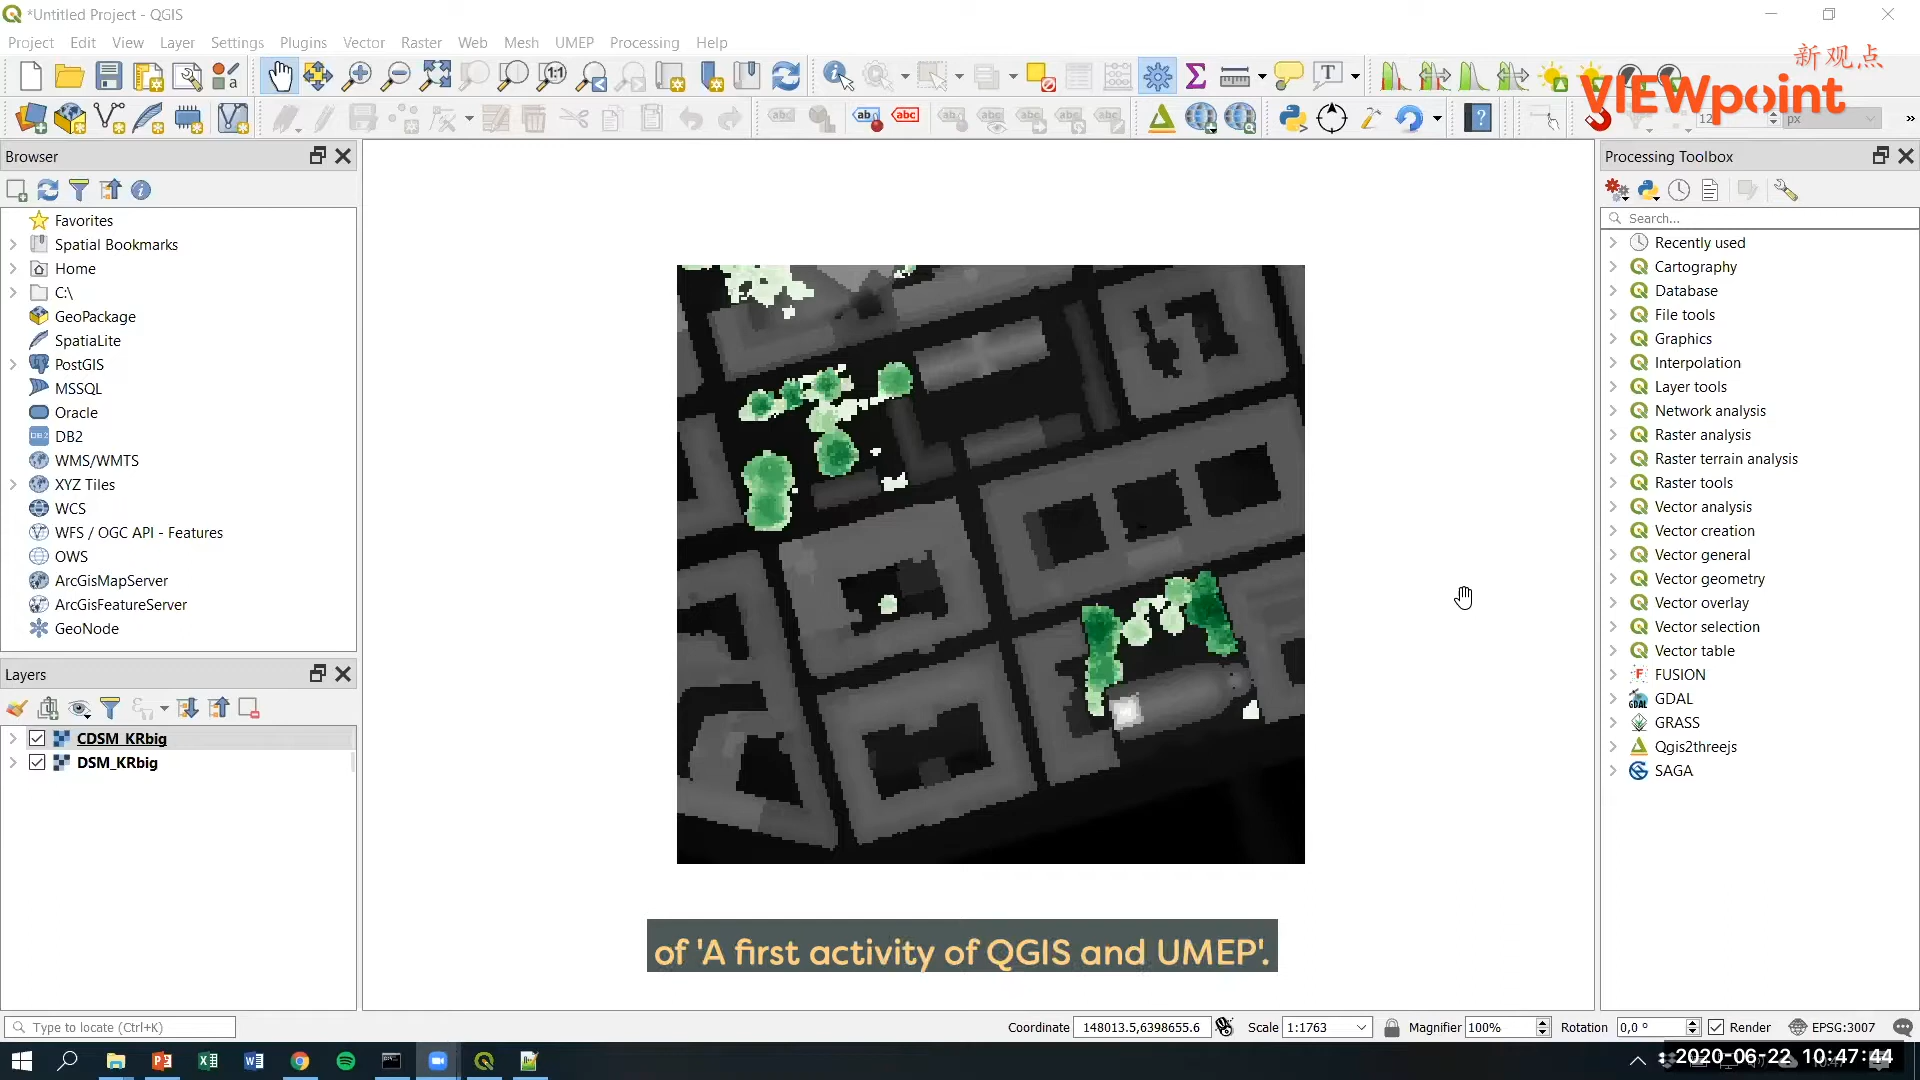 *Untitled Project - QGIS
Project Edit View Layer Settings Plugins Vector Raster Web Mesh UMEP Processing Help
新观点
VIEWpoint
Browser
Favorites
Spatial Bookmarks
Home
C:\
GeoPackage
SpatiaLite
PostGIS
MSSQL
Oracle
DB2
WMS/WMTS
XYZ Tiles
WCS
WFS / OGC API - Features
OWS
ArcGisMapServer
ArcGisFeatureServer
GeoNode
Layers
CDSM_KRbig
DSM_KRbig
Processing Toolbox
Search...
Recently used
Cartography
Database
File tools
Graphics
Interpolation
Layer tools
Network analysis
Raster analysis
Raster terrain analysis
Raster tools
Vector analysis
Vector creation
Vector general
Vector geometry
Vector overlay
Vector selection
Vector table
FUSION
GDAL
GRASS
Qgis2threejs
SAGA
of 'A first activity of QGIS and UMEP'.
Type to locate (Ctrl+K)
Coordinate 148013.5,6398655.6 Scale 1:1763 Magnifier 100% Rotation 0,0 ° Render EPSG:3007
2020-06-22 10:47:44